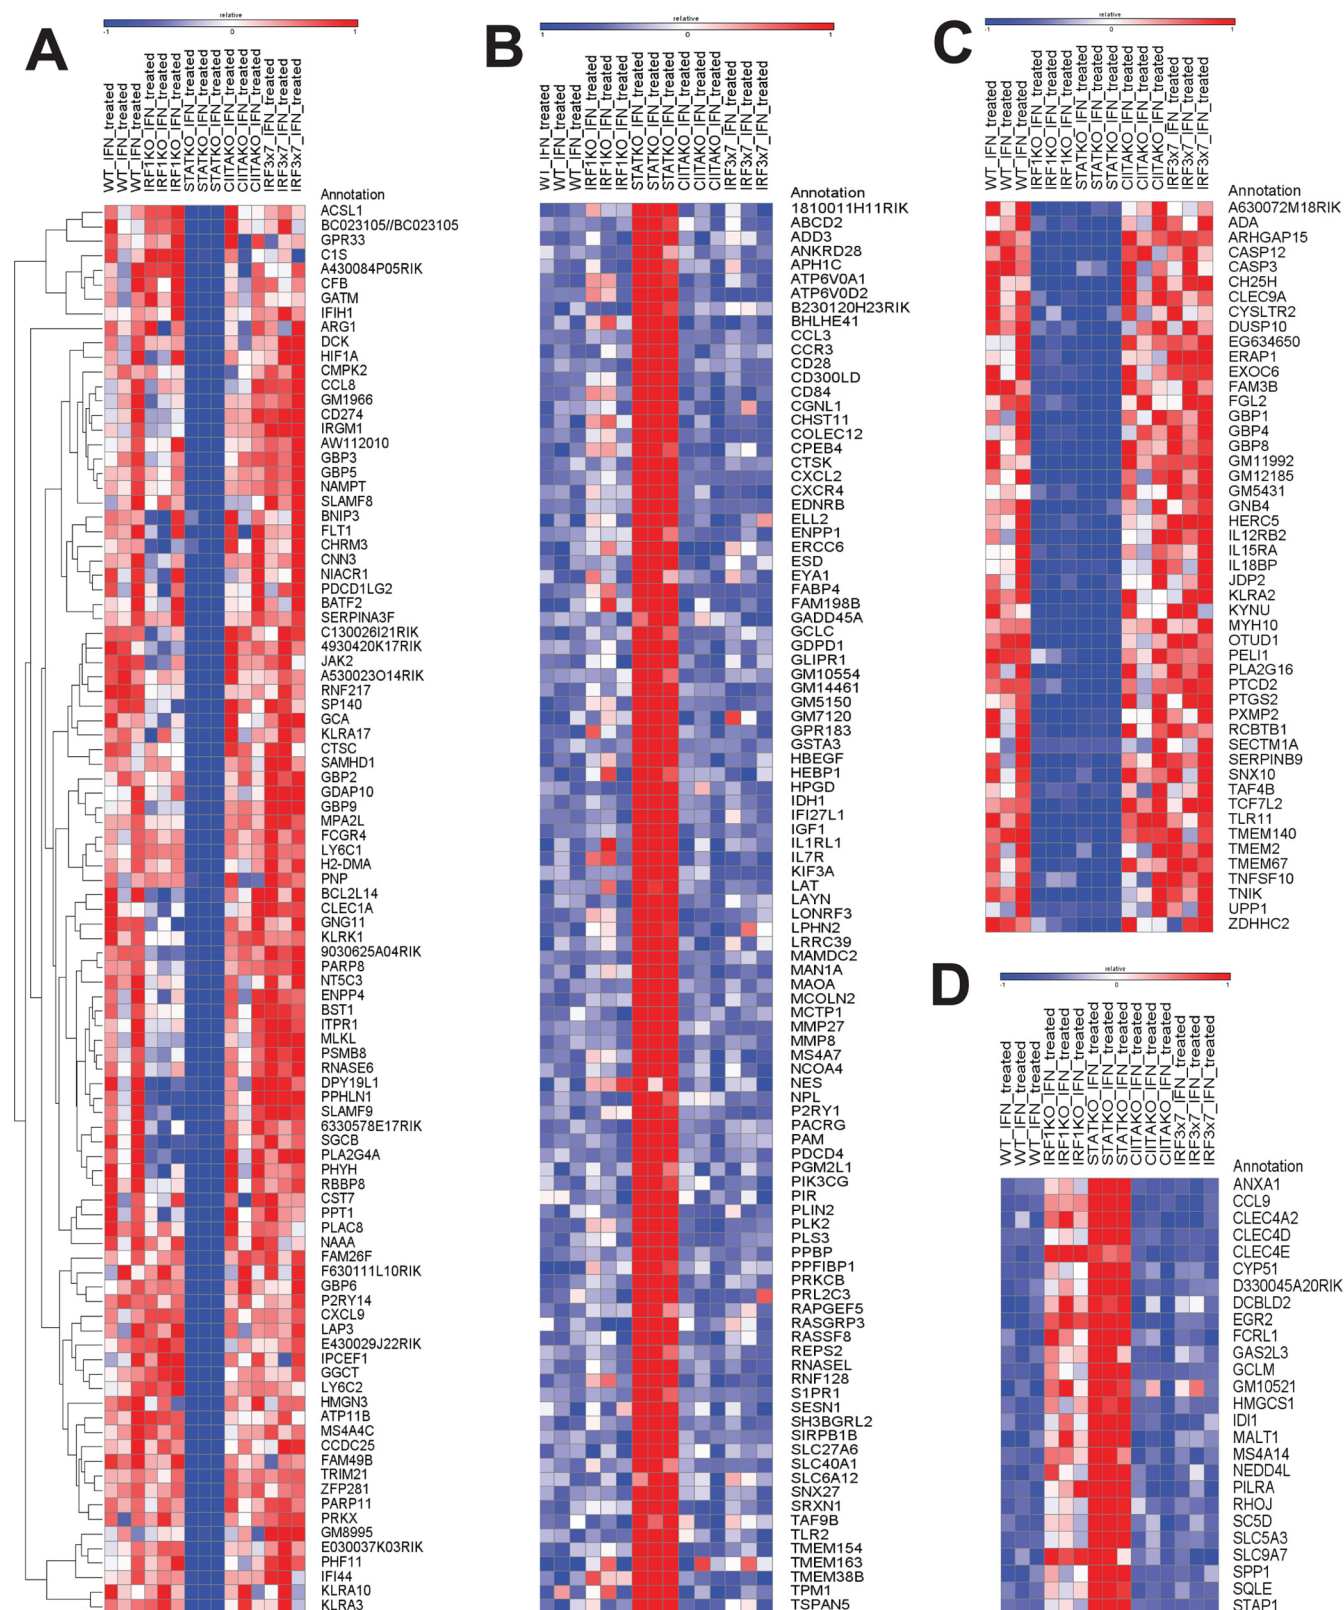 A
relative
-1 0 1
WT_IFN_treated
WT_IFN_treated
WT_IFN_treated
IRF1KO_IFN_treated
IRF1KO_IFN_treated
IRF1KO_IFN_treated
STATKO_IFN_treated
STATKO_IFN_treated
STATKO_IFN_treated
CIITAKO_IFN_treated
CIITAKO_IFN_treated
CIITAKO_IFN_treated
IRF3x7_IFN_treated
IRF3x7_IFN_treated
IRF3x7_IFN_treated
Annotation
ACSL1
BC023105//BC023105
GPR33
C1S
A430084P05RIK
CFB
GATM
IFIH1
ARG1
DCK
HIF1A
CMPK2
CCL8
GM1966
CD274
IRGM1
AW112010
GBP3
GBP5
NAMPT
SLAMF8
BNIP3
FLT1
CHRM3
CNN3
NIACR1
PDCD1LG2
BATF2
SERPINA3F
C130026I21RIK
4930420K17RIK
JAK2
A530023O14RIK
RNF217
SP140
GCA
KLRA17
CTSC
SAMHD1
GBP2
GDAP10
GBP9
MPA2L
FCGR4
LY6C1
H2-DMA
PNP
BCL2L14
CLEC1A
GNG11
KLRK1
9030625A04RIK
PARP8
NT5C3
ENPP4
BST1
ITPR1
MLKL
PSMB8
RNASE6
DPY19L1
PPHLN1
SLAMF9
6330578E17RIK
SGCB
PLA2G4A
PHYH
RBBP8
CST7
PPT1
PLAC8
NAAA
FAM26F
F630111L10RIK
GBP6
P2RY14
CXCL9
LAP3
E430029J22RIK
IPCEF1
GGCT
LY6C2
HMGN3
ATP11B
MS4A4C
CCDC25
FAM49B
TRIM21
ZFP281
PARP11
PRKX
GM8995
E030037K03RIK
PHF11
IFI44
KLRA10
KLRA3
B
relative
1 0 1
WT_IFN_treated
WT_IFN_treated
WT_IFN_treated
IRF1KO_IFN_treated
IRF1KO_IFN_treated
IRF1KO_IFN_treated
STATKO_IFN_treated
STATKO_IFN_treated
STATKO_IFN_treated
CIITAKO_IFN_treated
CIITAKO_IFN_treated
CIITAKO_IFN_treated
IRF3x7_IFN_treated
IRF3x7_IFN_treated
IRF3x7_IFN_treated
Annotation
1810011H11RIK
ABCD2
ADD3
ANKRD28
APH1C
ATP6V0A1
ATP6V0D2
B230120H23RIK
BHLHE41
CCL3
CCR3
CD28
CD300LD
CD84
CGNL1
CHST11
COLEC12
CPEB4
CTSK
CXCL2
CXCR4
EDNRB
ELL2
ENPP1
ERCC6
ESD
EYA1
FABP4
FAM198B
GADD45A
GCLC
GDPD1
GLIPR1
GM10554
GM14461
GM5150
GM7120
GPR183
GSTA3
HBEGF
HEBP1
HPGD
IDH1
IFI27L1
IGF1
IL1RL1
IL7R
KIF3A
LAT
LAYN
LONRF3
LPHN2
LRRC39
MAMDC2
MAN1A
MAOA
MCOLN2
MCTP1
MMP27
MMP8
MS4A7
NCOA4
NES
NPL
P2RY1
PACRG
PAM
PDCD4
PGM2L1
PIK3CG
PIR
PLIN2
PLK2
PLS3
PPBP
PPFIBP1
PRKCB
PRL2C3
RAPGEF5
RASGRP3
RASSF8
REPS2
RNASEL
RNF128
S1PR1
SESN1
SH3BGRL2
SIRPB1B
SLC27A6
SLC40A1
SLC6A12
SNX27
SRXN1
TAF9B
TLR2
TMEM154
TMEM163
TMEM38B
TPM1
TSPAN5
C
relative
-1 0 1
WT_IFN_treated
WT_IFN_treated
WT_IFN_treated
IRF1KO_IFN_treated
IRF1KO_IFN_treated
IRF1KO_IFN_treated
STATKO_IFN_treated
STATKO_IFN_treated
STATKO_IFN_treated
CIITAKO_IFN_treated
CIITAKO_IFN_treated
CIITAKO_IFN_treated
IRF3x7_IFN_treated
IRF3x7_IFN_treated
IRF3x7_IFN_treated
Annotation
A630072M18RIK
ADA
ARHGAP15
CASP12
CASP3
CH25H
CLEC9A
CYSLTR2
DUSP10
EG634650
ERAP1
EXOC6
FAM3B
FGL2
GBP1
GBP4
GBP8
GM11992
GM12185
GM5431
GNB4
HERC5
IL12RB2
IL15RA
IL18BP
JDP2
KLRA2
KYNU
MYH10
OTUD1
PELI1
PLA2G16
PTCD2
PTGS2
PXMP2
RCBTB1
SECTM1A
SERPINB9
SNX10
TAF4B
TCF7L2
TLR11
TMEM140
TMEM2
TMEM67
TNFSF10
TNIK
UPP1
ZDHHC2
D
relative
-1 0 1
WT_IFN_treated
WT_IFN_treated
WT_IFN_treated
IRF1KO_IFN_treated
IRF1KO_IFN_treated
IRF1KO_IFN_treated
STATKO_IFN_treated
STATKO_IFN_treated
STATKO_IFN_treated
CIITAKO_IFN_treated
CIITAKO_IFN_treated
CIITAKO_IFN_treated
IRF3x7_IFN_treated
IRF3x7_IFN_treated
IRF3x7_IFN_treated
Annotation
ANXA1
CCL9
CLEC4A2
CLEC4D
CLEC4E
CYP51
D330045A20RIK
DCBLD2
EGR2
FCRL1
GAS2L3
GCLM
GM10521
HMGCS1
IDI1
MALT1
MS4A14
NEDD4L
PILRA
RHOJ
SC5D
SLC5A3
SLC9A7
SPP1
SQLE
STAP1